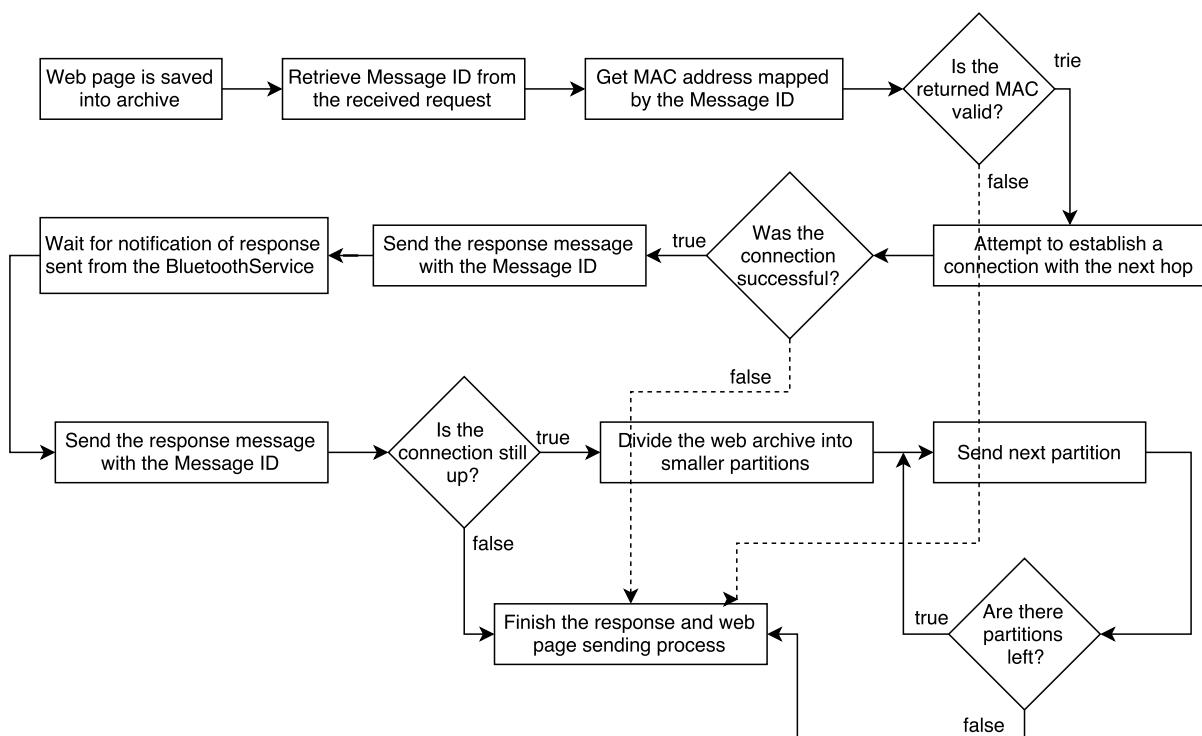 Web page is saved
into archive
Retrieve Message ID from
the received request
Get MAC address mapped
by the Message ID
Is the
returned MAC
valid?
trie
false
Wait for notification of response
sent from the BluetoothService
Send the response message
with the Message ID
true
Was the
connection
successful?
Attempt to establish a
connection with the next hop
false
Send the response message
with the Message ID
Is the
connection still
up?
true
Divide the web archive into
smaller partitions
Send next partition
false
Finish the response and web
page sending process
true
Are there
partitions
left?
false